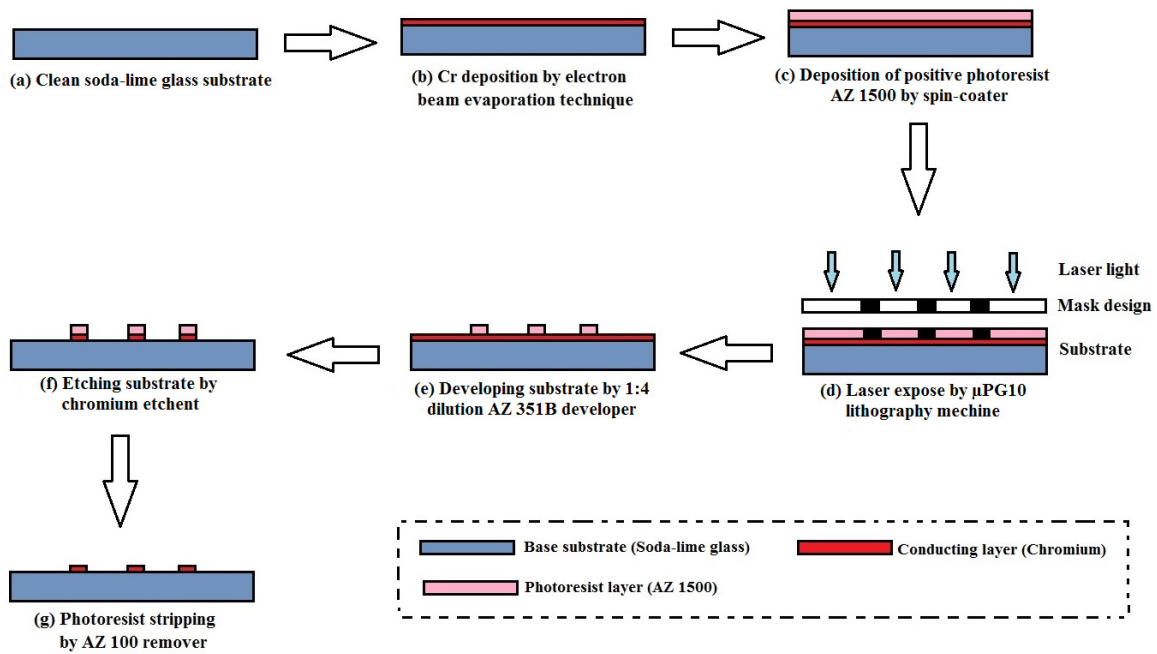 (a) Clean soda-lime glass substrate
(b) Cr deposition by electron
beam evaporation technique
(c) Deposition of positive photoresist
AZ 1500 by spin-coater
Laser light
Mask design
Substrate
(d) Laser expose by µPG10
lithography mechine
(e) Developing substrate by 1:4
dilution AZ 351B developer
(f) Etching substrate by
chromium etchent
(g) Photoresist stripping
by AZ 100 remover
Base substrate (Soda-lime glass)
Conducting layer (Chromium)
Photoresist layer (AZ 1500)